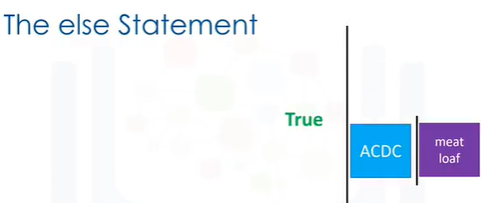 The else Statement
True
ACDC
meat
loaf